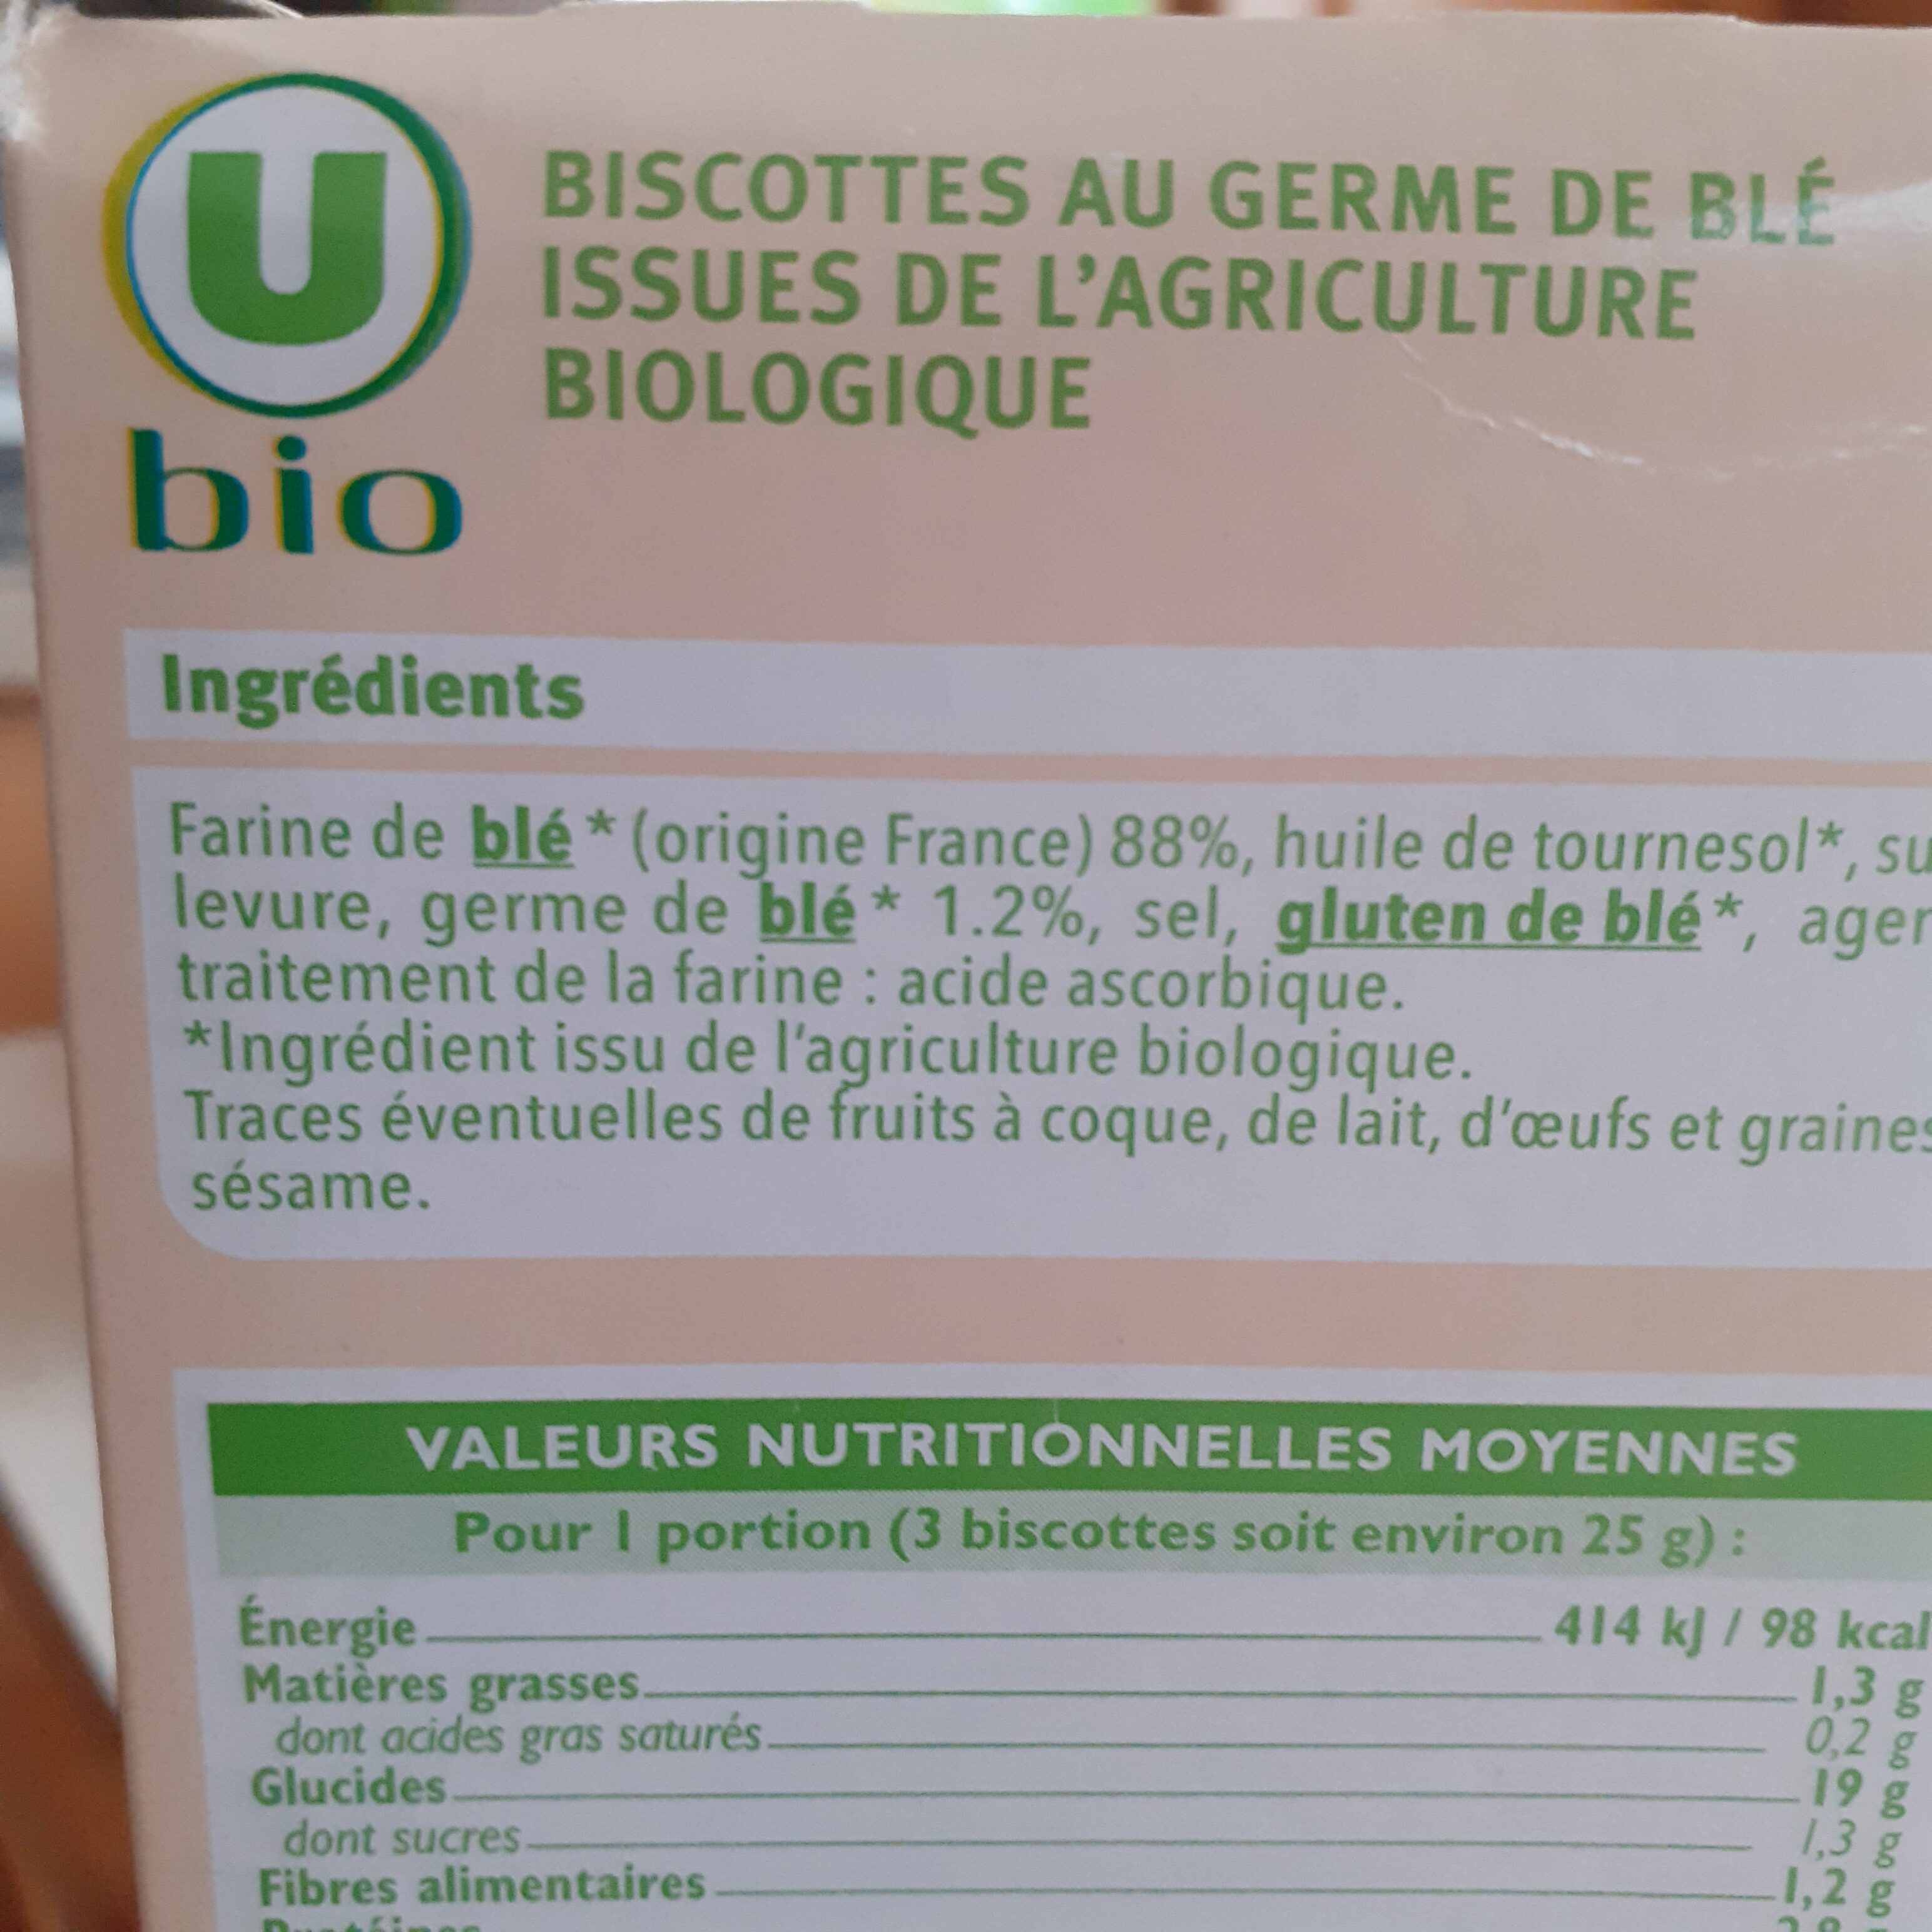 U
bio
BISCOTTES AU GERME DE BLÉ
ISSUES DE L'AGRICULTURE
BIOLOGIQUE
Ingrédients
Farine de blé* (origine France) 88%, huile de tournesol*,
levure, germe de blé* 1.2%, sel, gluten de blé*,
traitement de la farine : acide ascorbique.
*Ingrédient issu de l'agriculture biologique.
Traces éventuelles de fruits à coque, de lait, d'œufs et graines
sésame.
VALEURS NUTRITIONNELLES MOYENNES
Pour 1 portion (3 biscottes soit environ 25 g) :
Énergie 414 kJ / 98 kcal
Matières grasses 1,3 g
dont acides gras saturés 0,2 g
Glucides 19 g
dont sucres 1,3 g
Fibres alimentaires 1,2 g